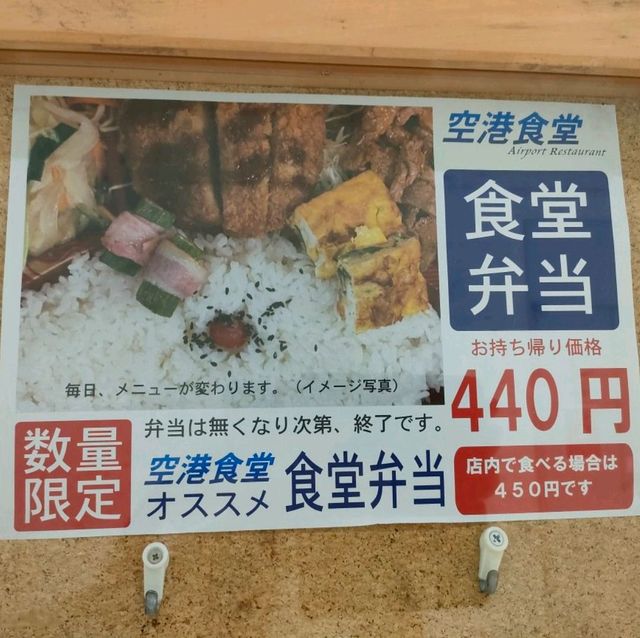 空港食堂
Airport Restaurant
食堂
弁当
お持ち帰り価格
440円
毎日、メニューが変わります。（イメージ写真）
数量
限定
弁当は無くなり次第、終了です。
空港食堂
オススメ 食堂弁当
店内で食べる場合は
450円です